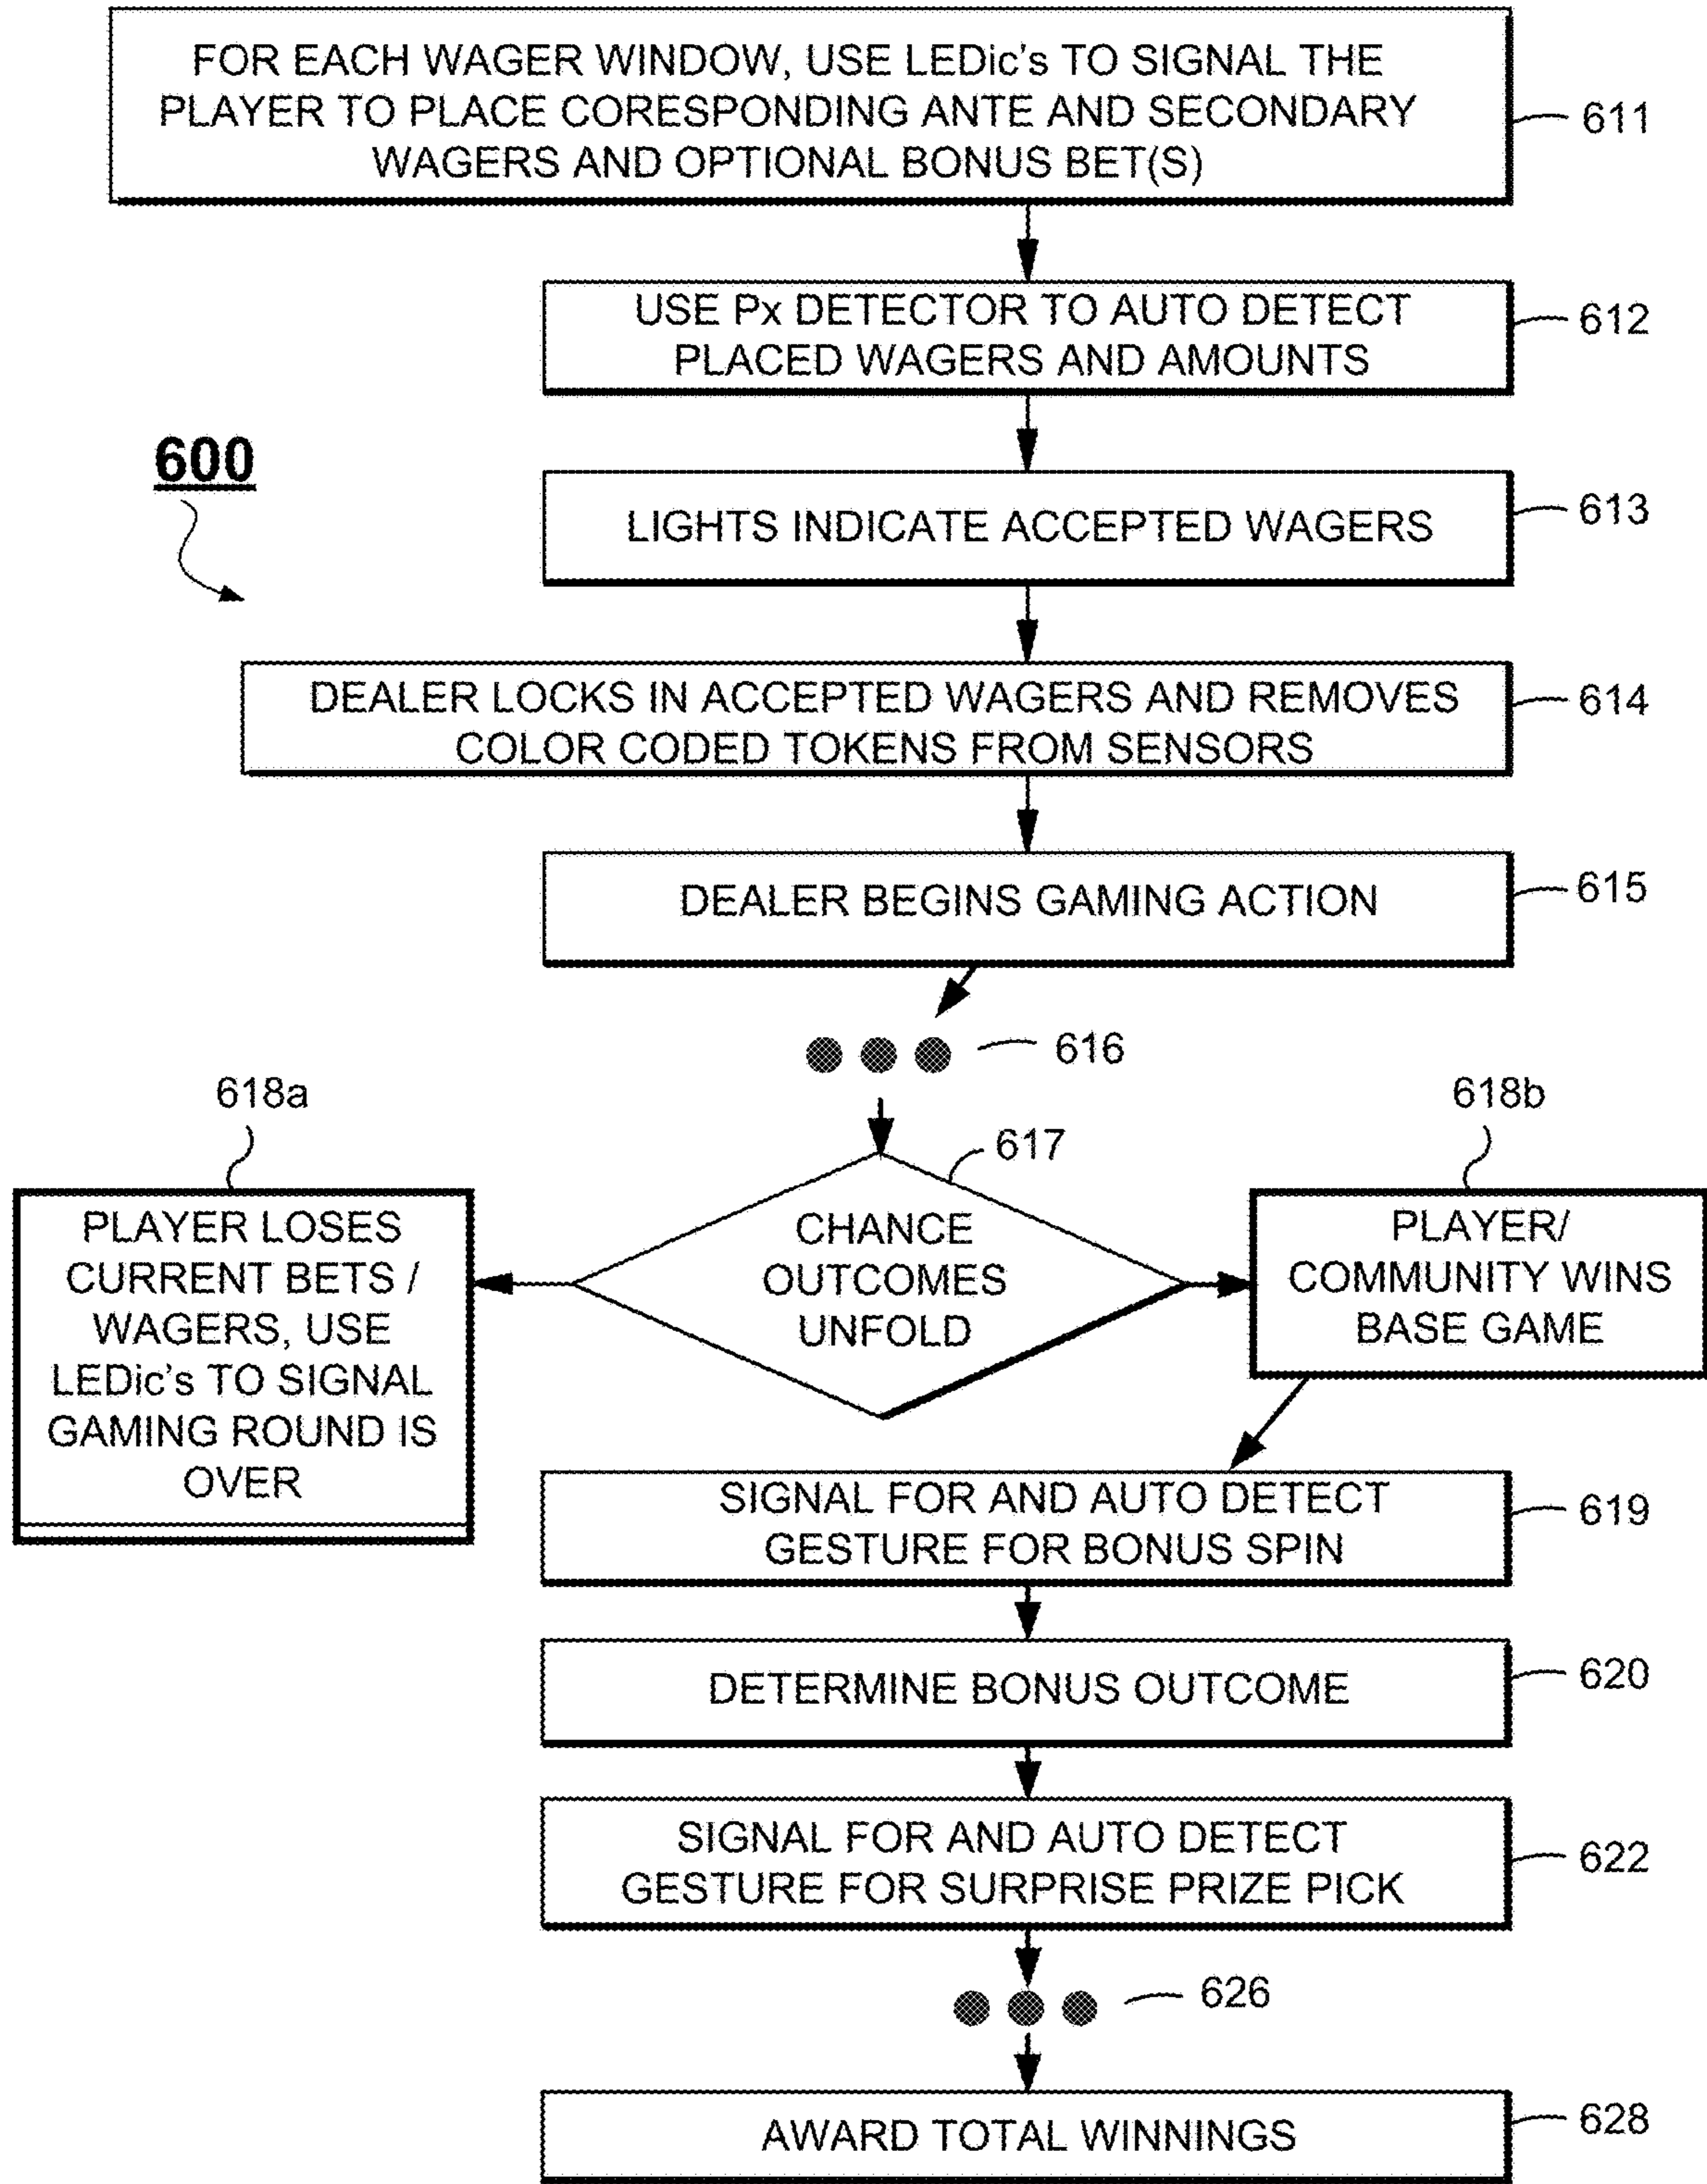 FOR EACH WAGER WINDOW, USE LEDic's TO SIGNAL THE
PLAYER TO PLACE CORESPONDING ANTE AND SECONDARY
WAGERS AND OPTIONAL BONUS BET(S)
611
USE Px DETECTOR TO AUTO DETECT
PLACED WAGERS AND AMOUNTS
612
600
LIGHTS INDICATE ACCEPTED WAGERS
613
DEALER LOCKS IN ACCEPTED WAGERS AND REMOVES
COLOR CODED TOKENS FROM SENSORS
614
DEALER BEGINS GAMING ACTION
615
616
618a
PLAYER LOSES
CURRENT BETS /
WAGERS, USE
LEDic's TO SIGNAL
GAMING ROUND IS
OVER
617
CHANCE
OUTCOMES
UNFOLD
618b
PLAYER/
COMMUNITY WINS
BASE GAME
SIGNAL FOR AND AUTO DETECT
GESTURE FOR BONUS SPIN
619
DETERMINE BONUS OUTCOME
620
SIGNAL FOR AND AUTO DETECT
GESTURE FOR SURPRISE PRIZE PICK
622
626
AWARD TOTAL WINNINGS
628